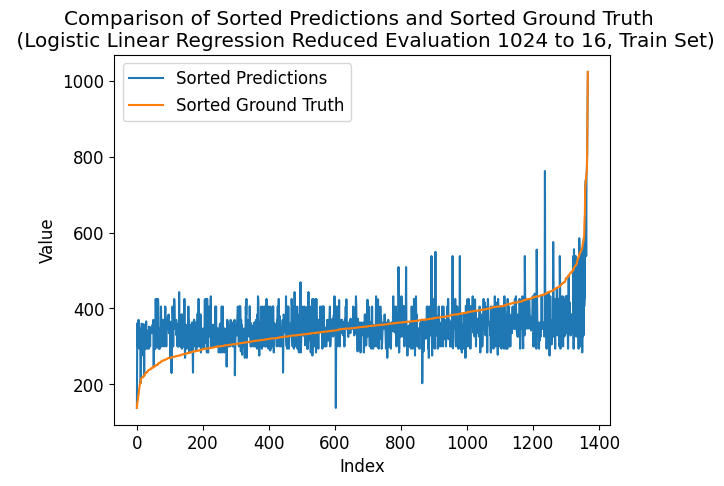 Comparison of Sorted Predictions and Sorted Ground Truth
(Logistic Linear Regression Reduced Evaluation 1024 to 16, Train Set)
Sorted Predictions
Sorted Ground Truth
1000
800
600
400
200
Value
0 200 400 600 800 1000 1200 1400
Index